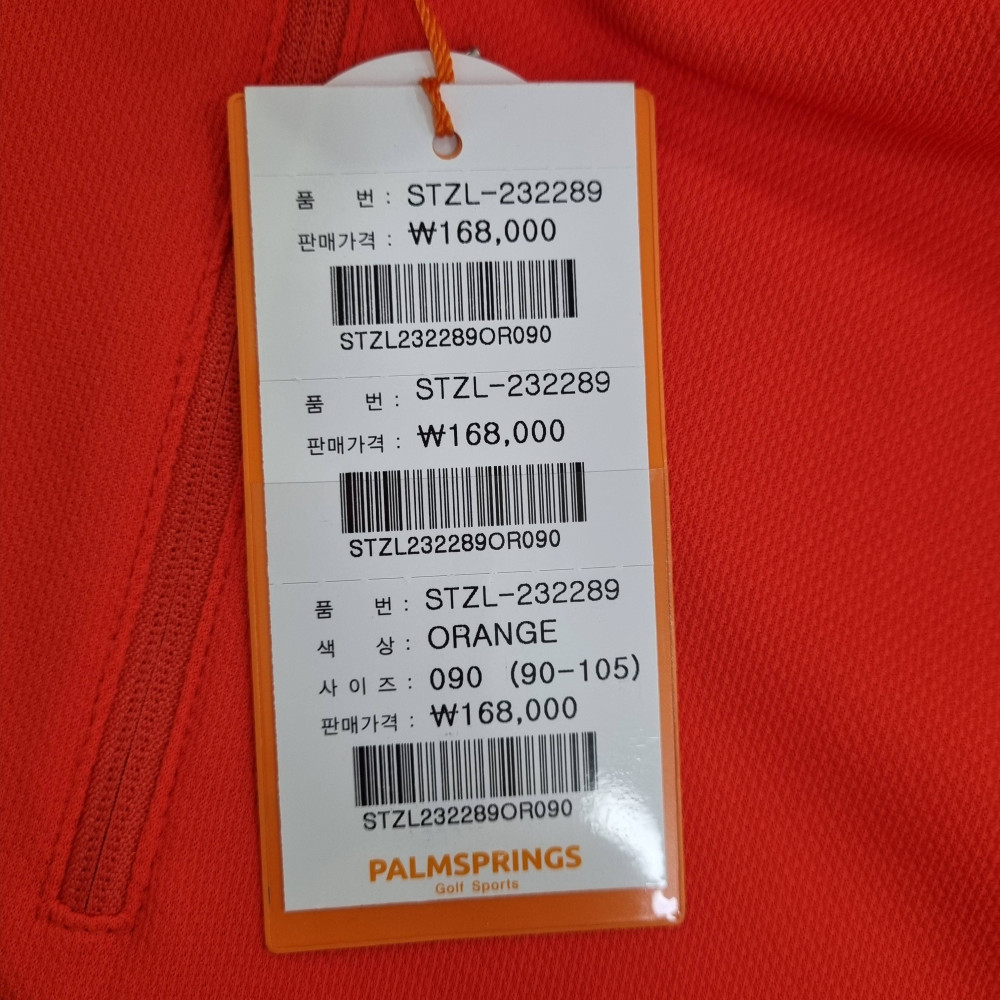 품 번 : STZL-232289
판매가격 : ₩168,000
STZL232289OR090
품 번 : STZL-232289
판매가격 : ₩168,000
STZL232289OR090
품 번 : STZL-232289
색 상 : ORANGE
사 이 즈 : 090 (90-105)
판매가격 : ₩168,000
STZL232289OR090
PALMSPRINGS
Golf Sports